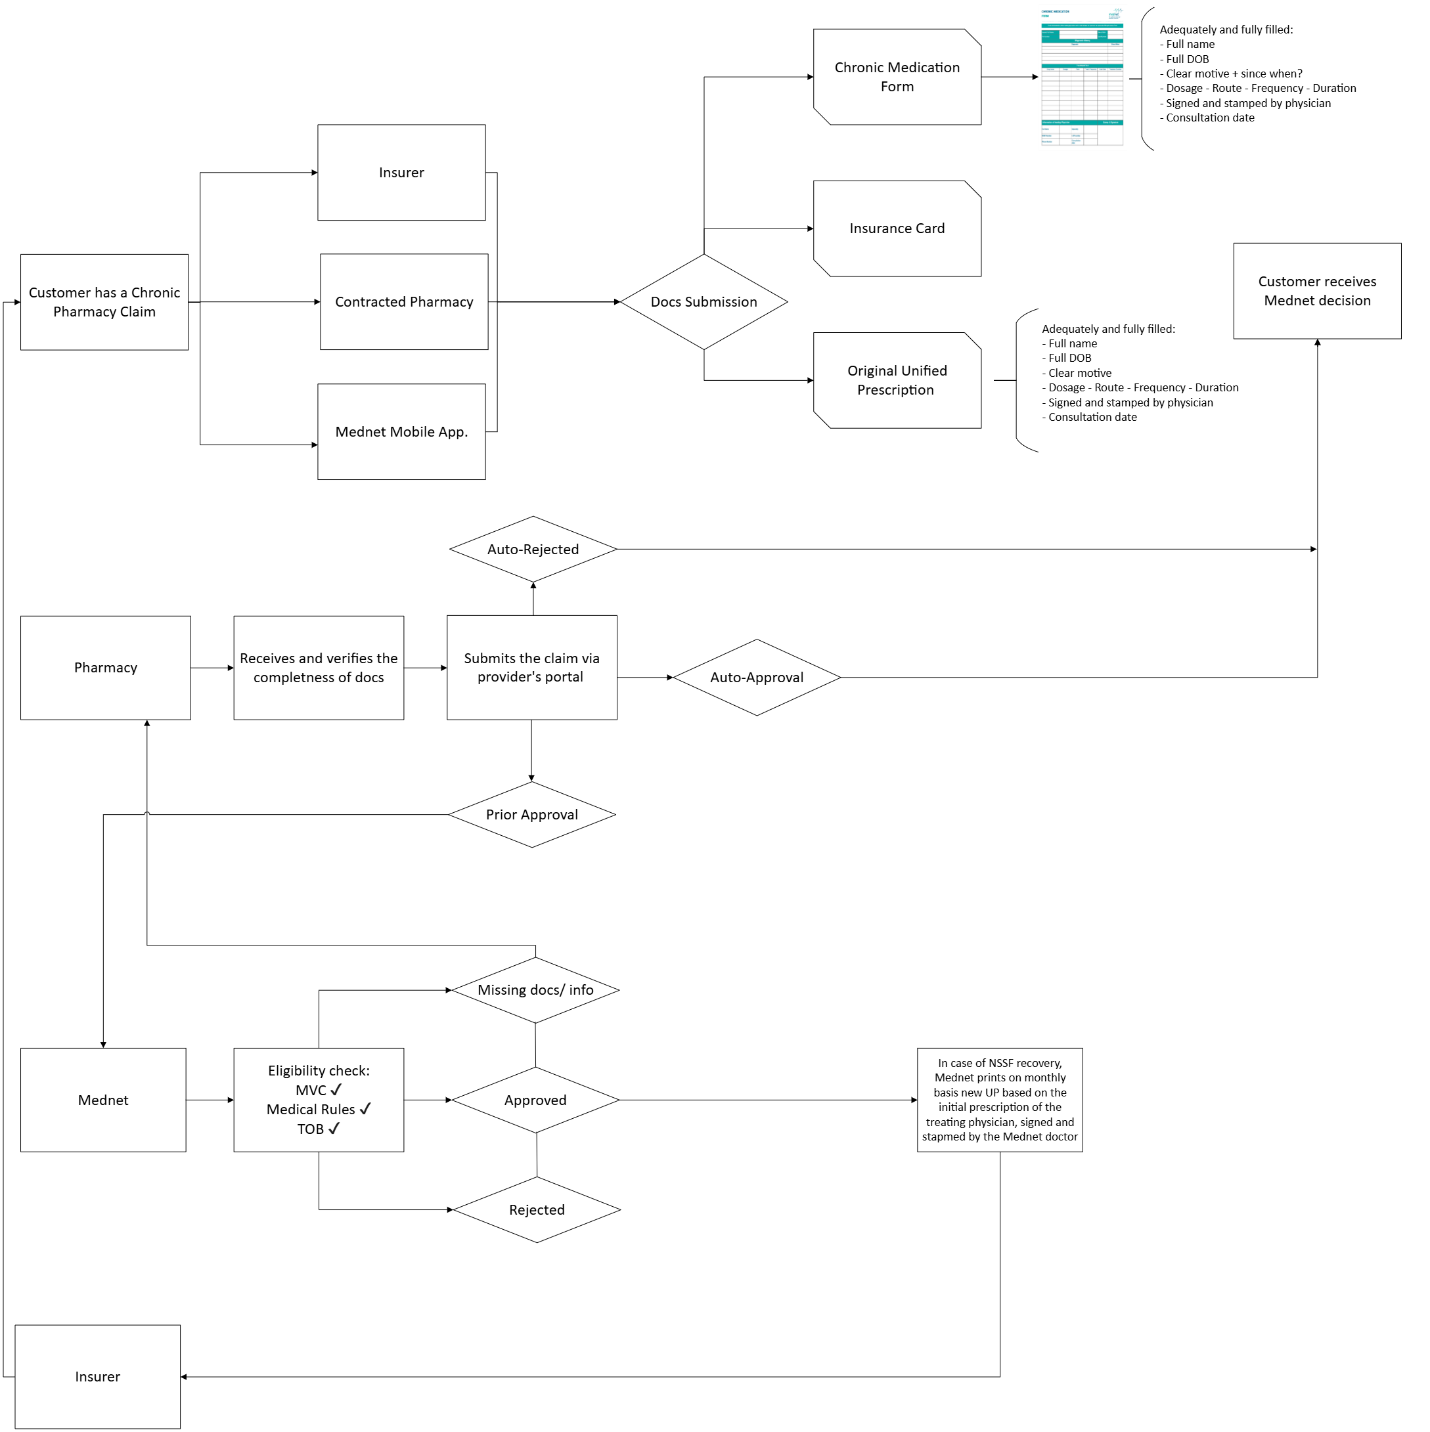 CHRONIC MEDICATION
FORM
Adequately and fully filled:
- Full name
- Full DOB
- Clear motive + since when?
- Dosage - Route - Frequency - Duration
- Signed and stamped by physician
- Consultation date
Chronic Medication
Form
Insurer
Insurance Card
Customer has a Chronic
Pharmacy Claim
Contracted Pharmacy
Docs Submission
Customer receives
Mednet decision
Adequately and fully filled:
- Full name
- Full DOB
- Clear motive
- Dosage - Route - Frequency - Duration
- Signed and stamped by physician
- Consultation date
Original Unified
Prescription
Mednet Mobile App.
Auto-Rejected
Pharmacy
Receives and verifies the
completness of docs
Submits the claim via
provider's portal
Auto-Approval
Prior Approval
Missing docs/ info
Mednet
Eligibility check:
MVC ✓
Medical Rules ✓
TOB ✓
Approved
In case of NSSF recovery,
Mednet prints on monthly
basis new UP based on the
initial prescription of the
treating physician, signed and
stapmed by the Mednet doctor
Rejected
Insurer